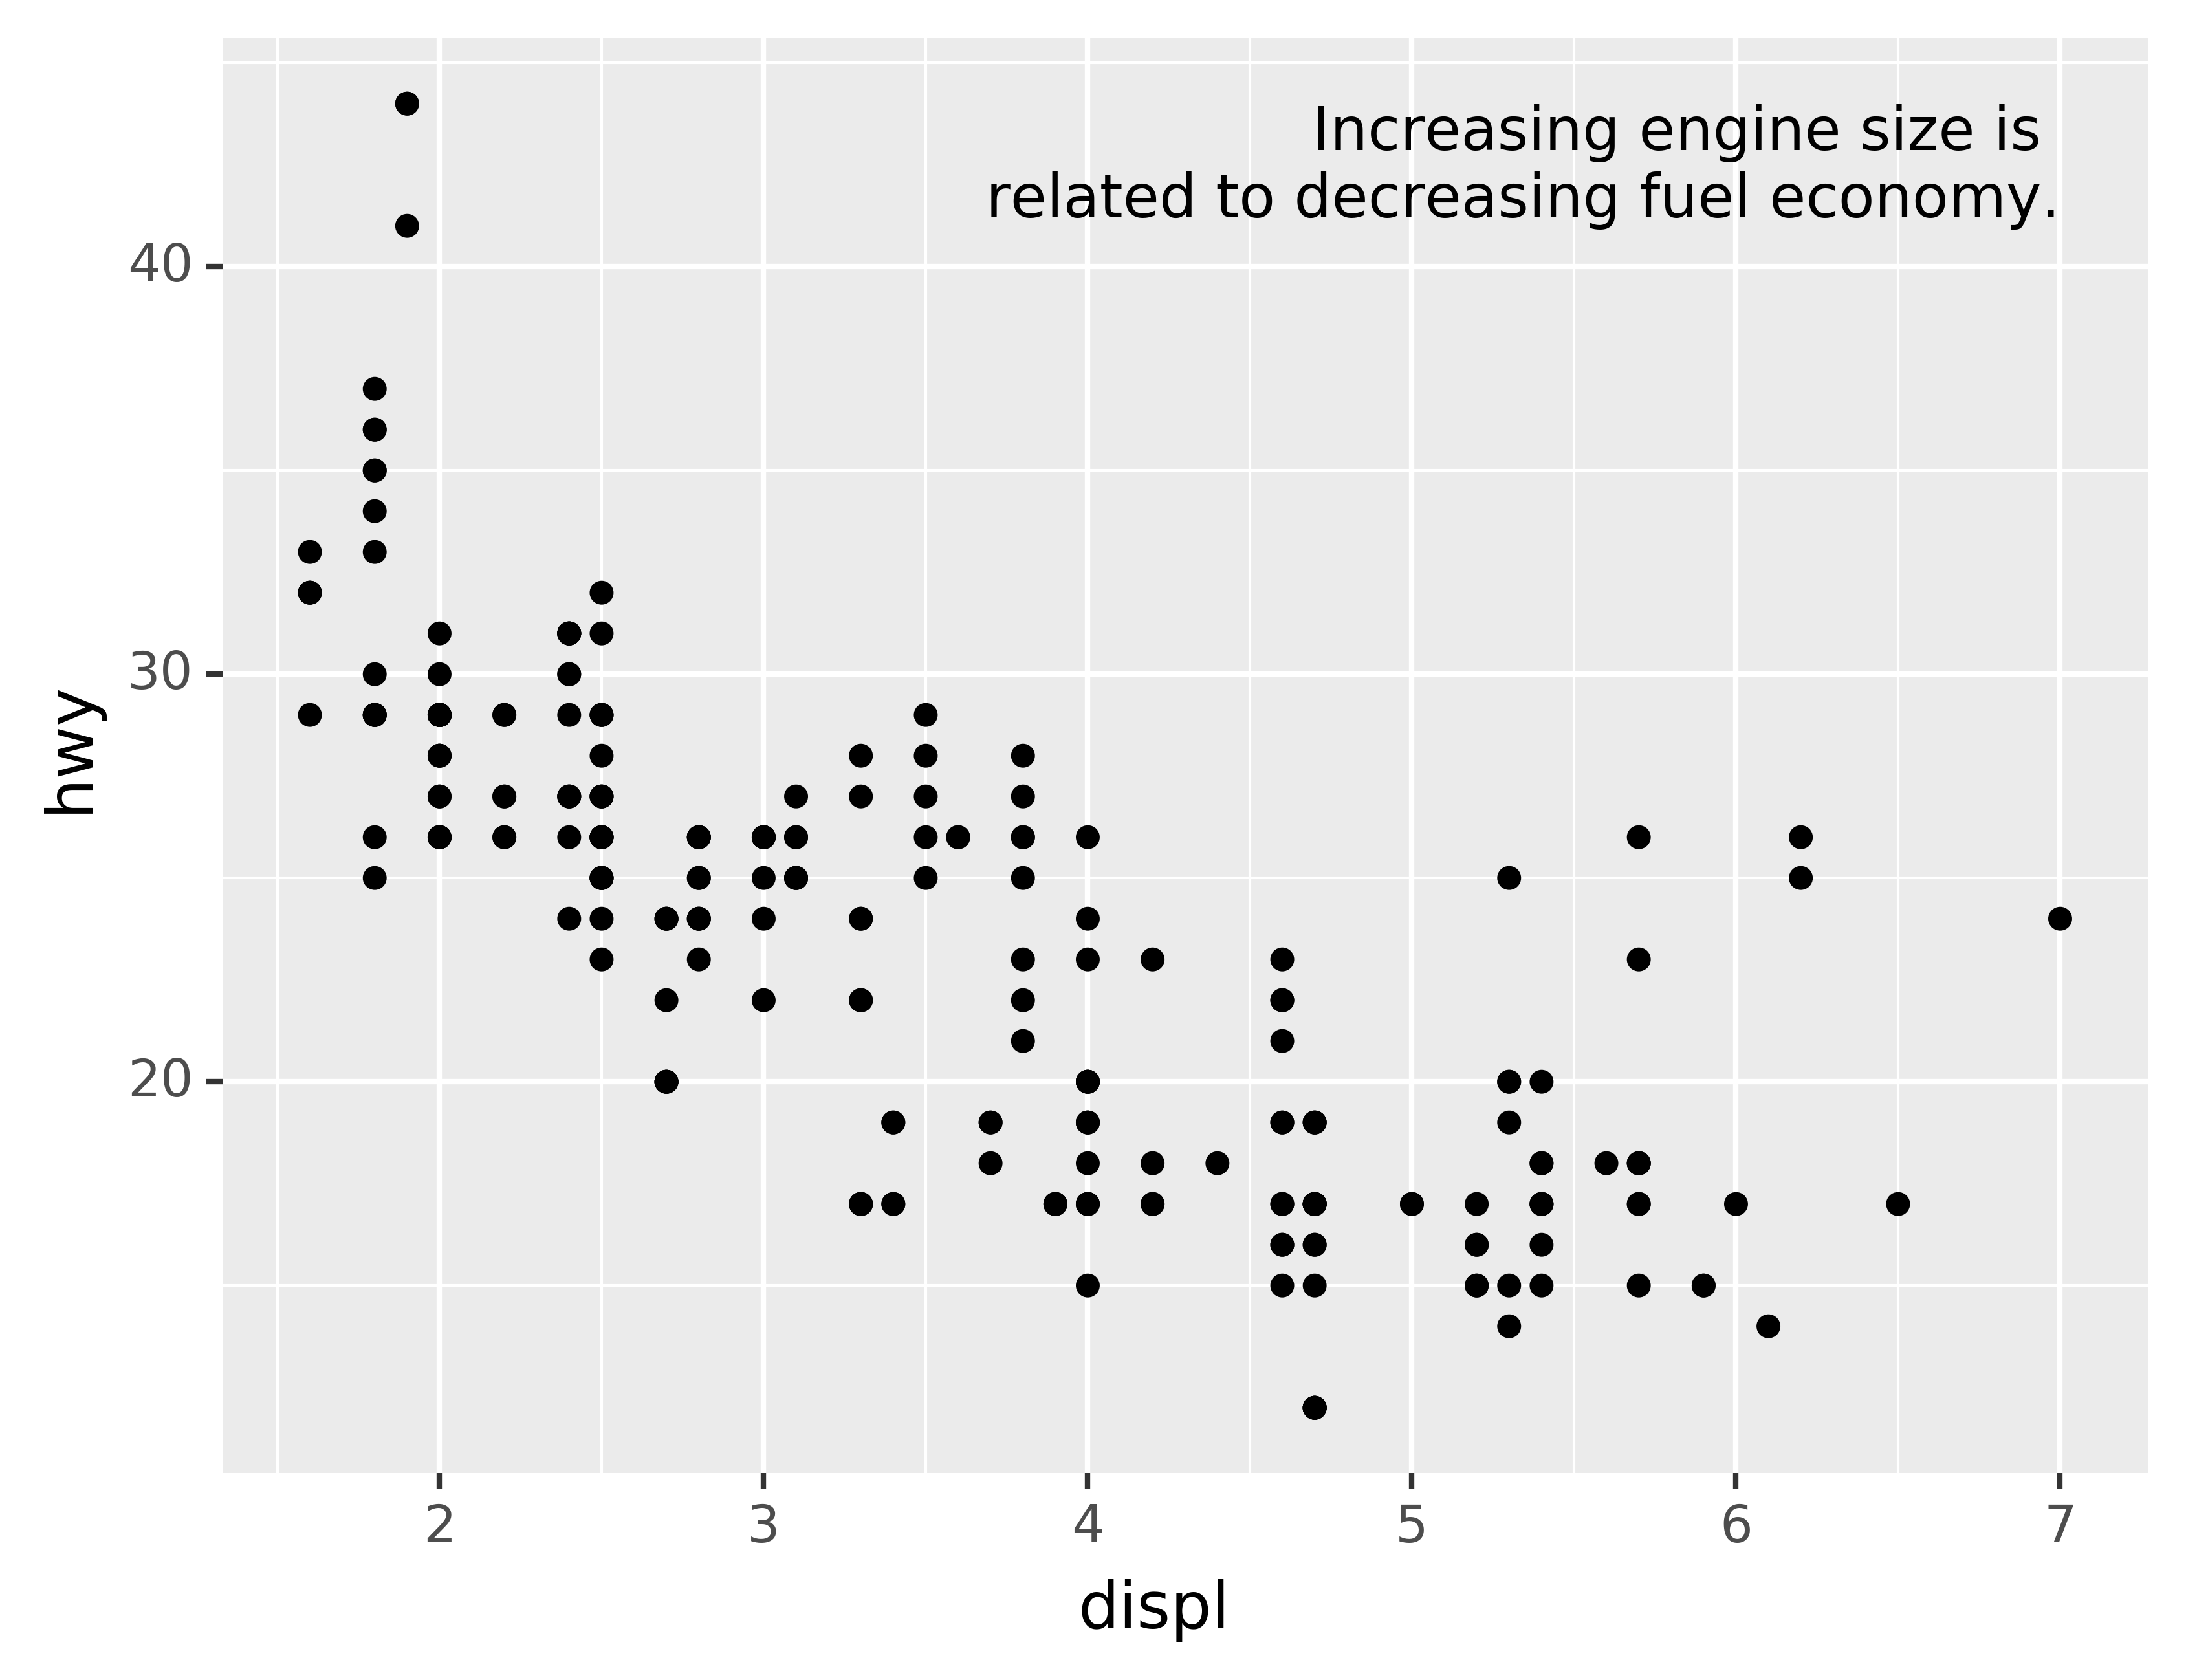 Increasing engine size is
related to decreasing fuel economy.
40
30
20
hwy
2 3 4 5 6 7
displ